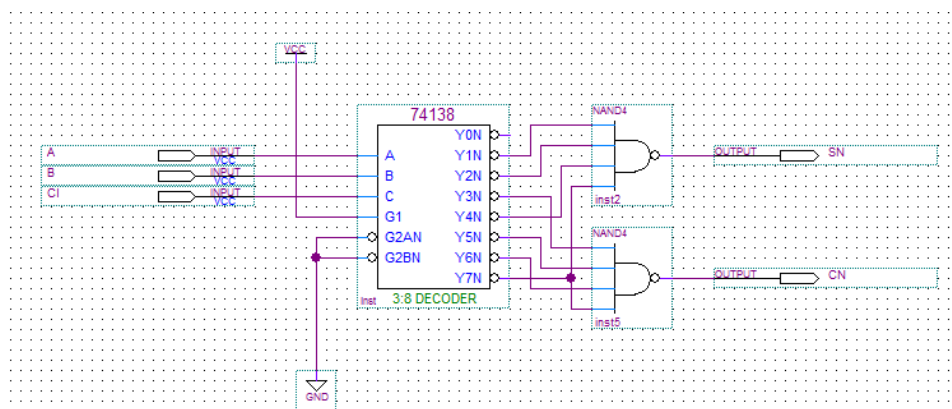 VCC
74138
NAND4
A INPUT VCC
B INPUT VCC
CI INPUT VCC
A
B
C
G1
G2AN
G2BN
Y0N
Y1N
Y2N
Y3N
Y4N
Y5N
Y6N
Y7N
inst
3:8 DECODER
OUTPUT SN
inst2
NAND4
OUTPUT CN
inst5
GND